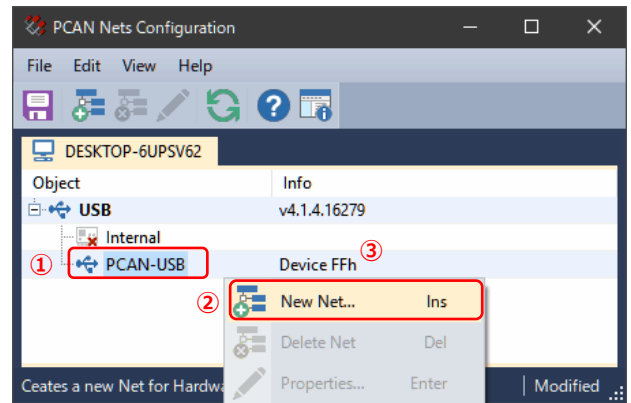 PCAN Nets Configuration
File Edit View Help
DESKTOP-6UPSV62
Object Info
USB v4.1.4.16279
Internal
① PCAN-USB Device FFh ③
② New Net... Ins
Delete Net Del
Properties... Enter
Ceates a new Net for Hardwa Modified